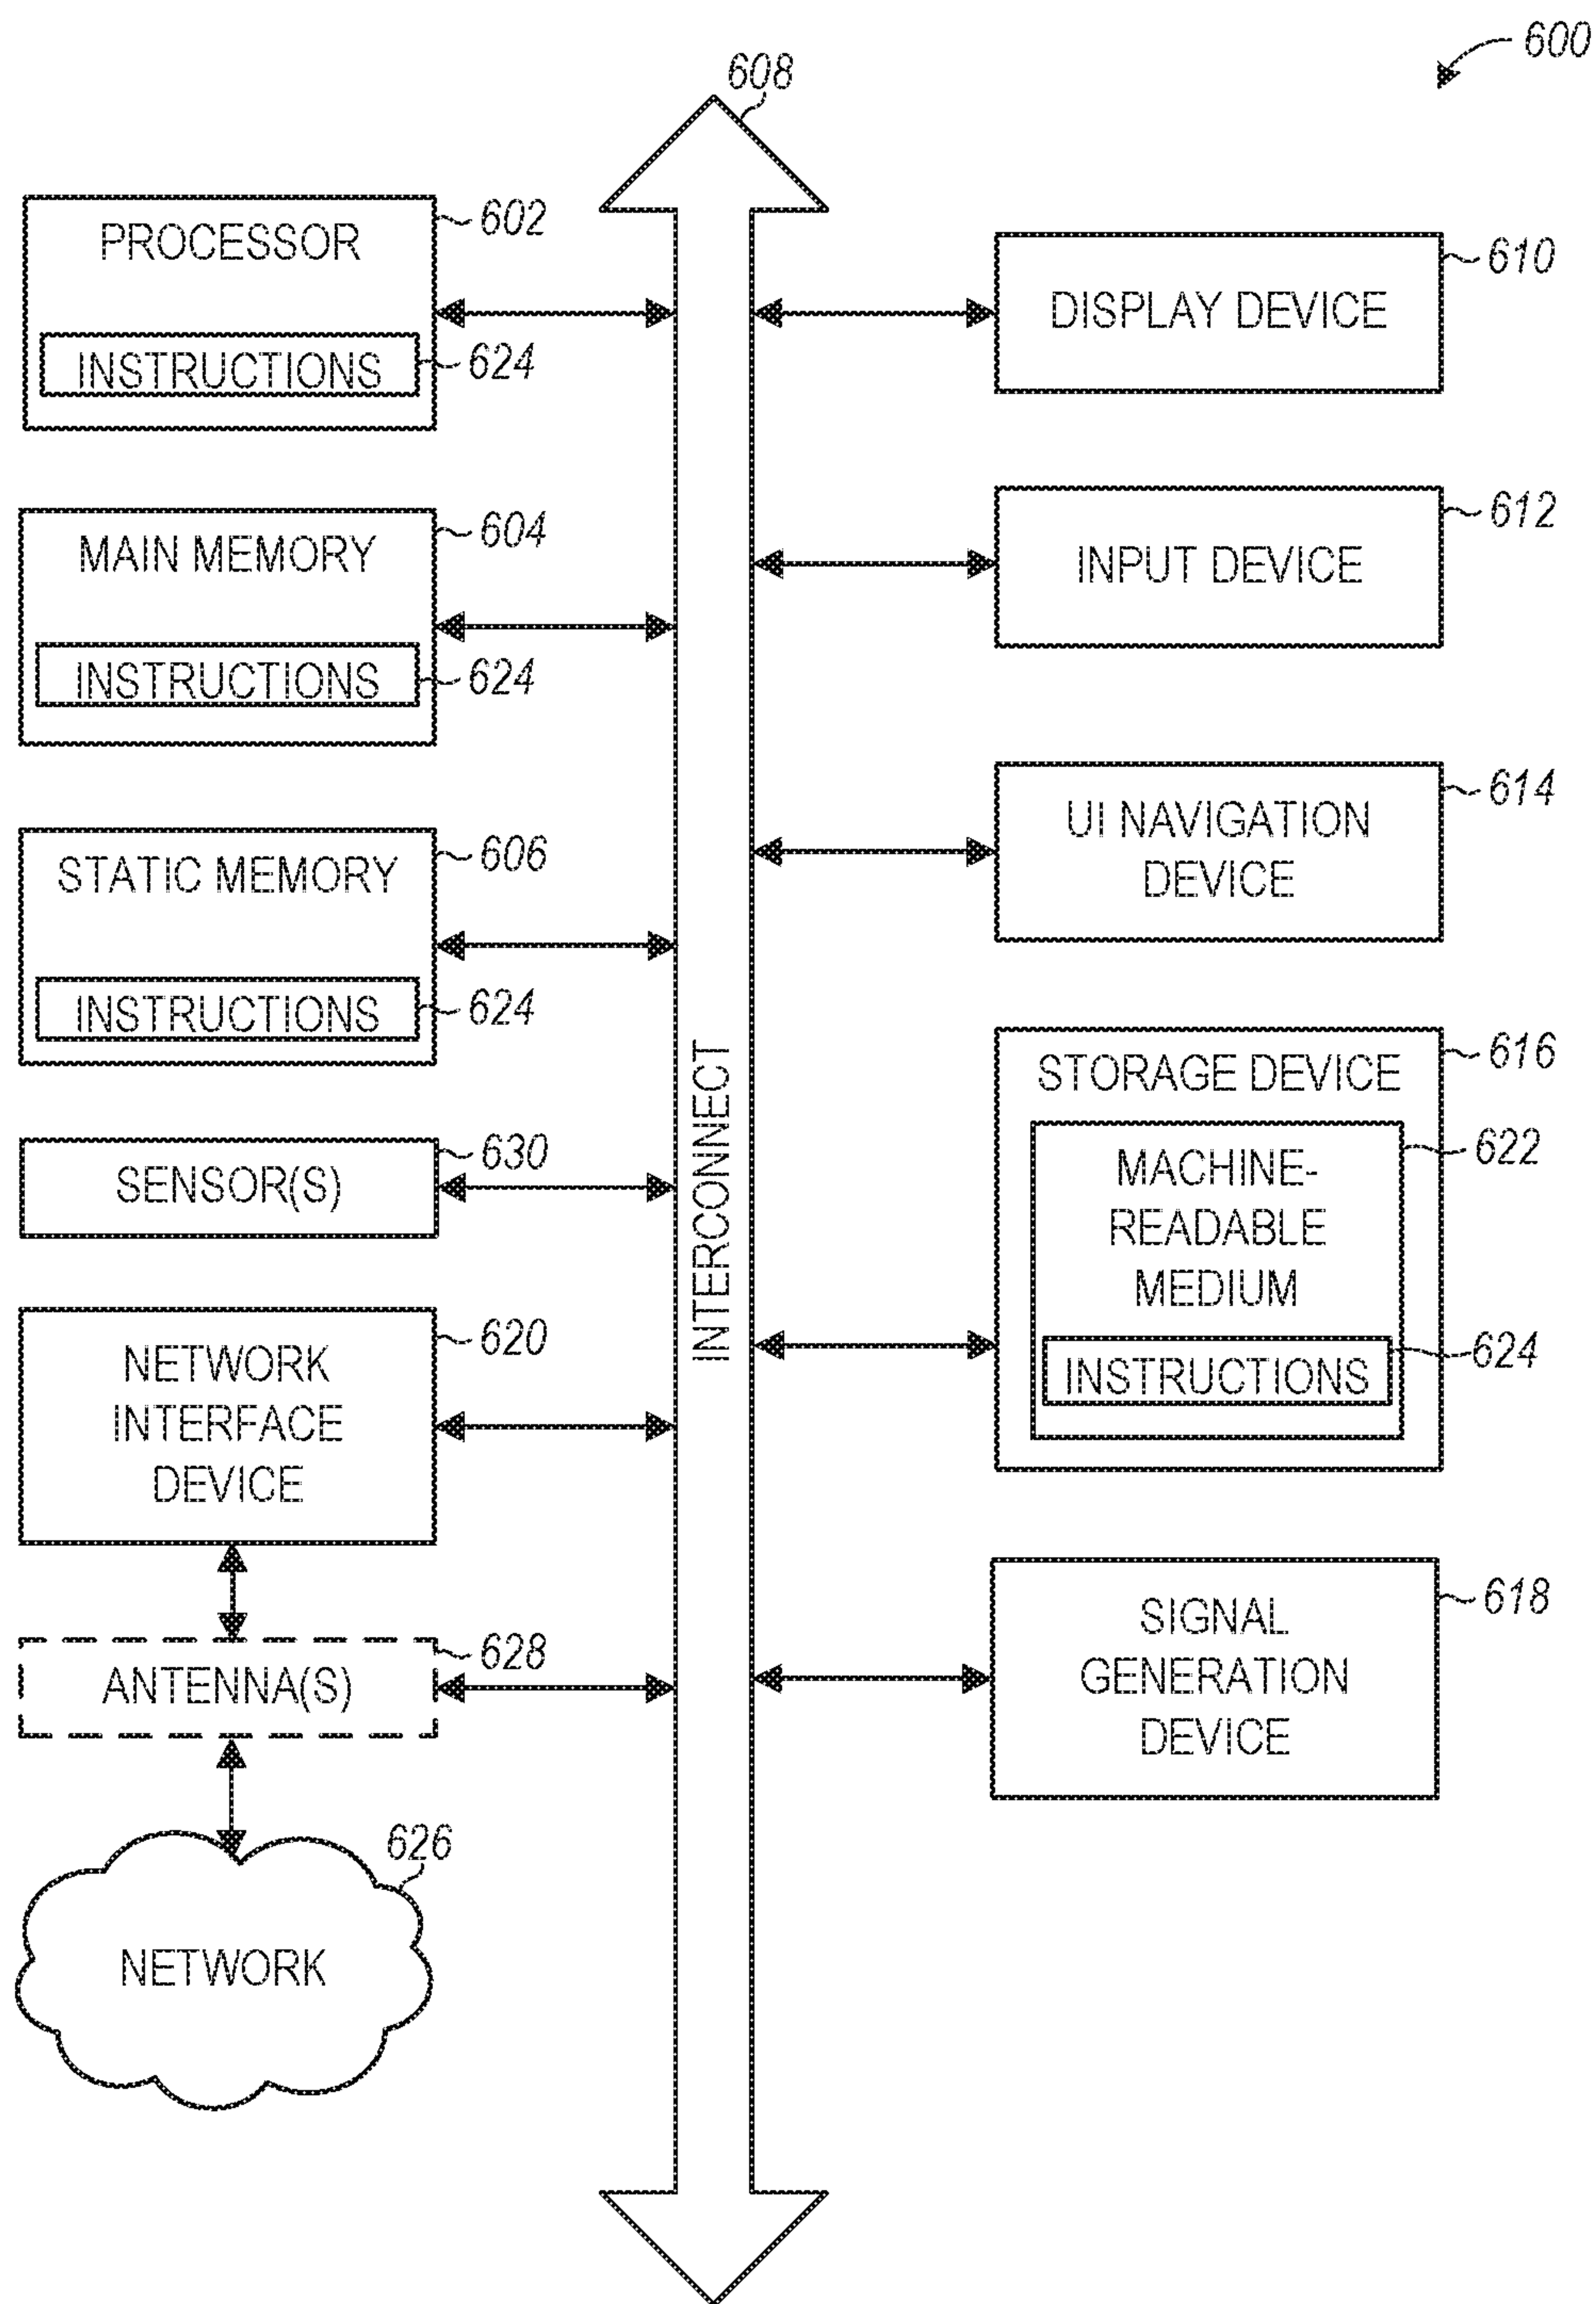 600
608
PROCESSOR
602
INSTRUCTIONS
624
MAIN MEMORY
604
INSTRUCTIONS
624
STATIC MEMORY
606
INSTRUCTIONS
624
SENSOR(S)
630
NETWORK
INTERFACE
DEVICE
620
ANTENNA(S)
628
626
NETWORK
INTERCONNECT
DISPLAY DEVICE
610
INPUT DEVICE
612
UI NAVIGATION
DEVICE
614
STORAGE DEVICE
616
MACHINE-
READABLE
MEDIUM
622
INSTRUCTIONS
624
SIGNAL
GENERATION
DEVICE
618